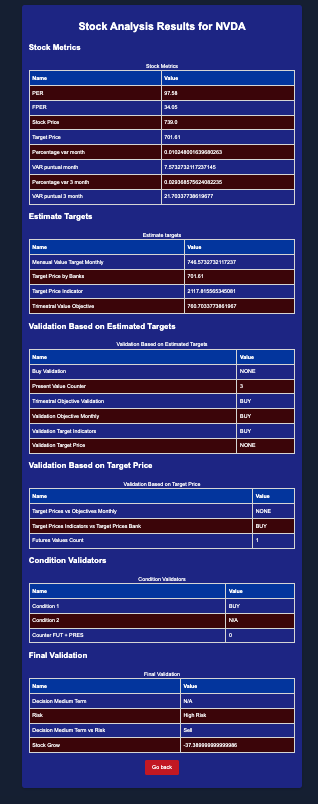 Stock Analysis Results for NVDA
Stock Metrics
Stock Metrics
Name Value
PER 97.58
FPER 34.05
Stock Price 739.0
Target Price 701.61
Percentage var month 0.010248001639680263
VAR puntual month 7.5732732117237145
Percentage var 3 month 0.029368575624082235
VAR puntual 3 month 21.70337738619677
Estimate Targets
Estimate targets
Name Value
Mensual Value Target Monthly 746.5732732117237
Target Price by Banks 701.61
Target Price Indicator 2117.815565345081
Trimestral Value Objective 760.7033773861967
Validation Based on Estimated Targets
Validation Based on Estimated Targets
Name Value
Buy Validation NONE
Present Value Counter 3
Trimestral Objective Validation BUY
Validation Objective Monthly BUY
Validation Target Indicators BUY
Validation Target Price NONE
Validation Based on Target Price
Validation Based on Target Price
Name Value
Target Prices vs Objectives Monthly NONE
Target Prices Indicators vs Target Prices Bank BUY
Futures Values Count 1
Condition Validators
Condition Validators
Name Value
Condition 1 BUY
Condition 2 N/A
Counter FUT + PRES 0
Final Validation
Final Validation
Name Value
Decision Medium Term N/A
Risk High Risk
Decision Medium Term vs Risk Sell
Stock Grow -37.389999999999986
Go back